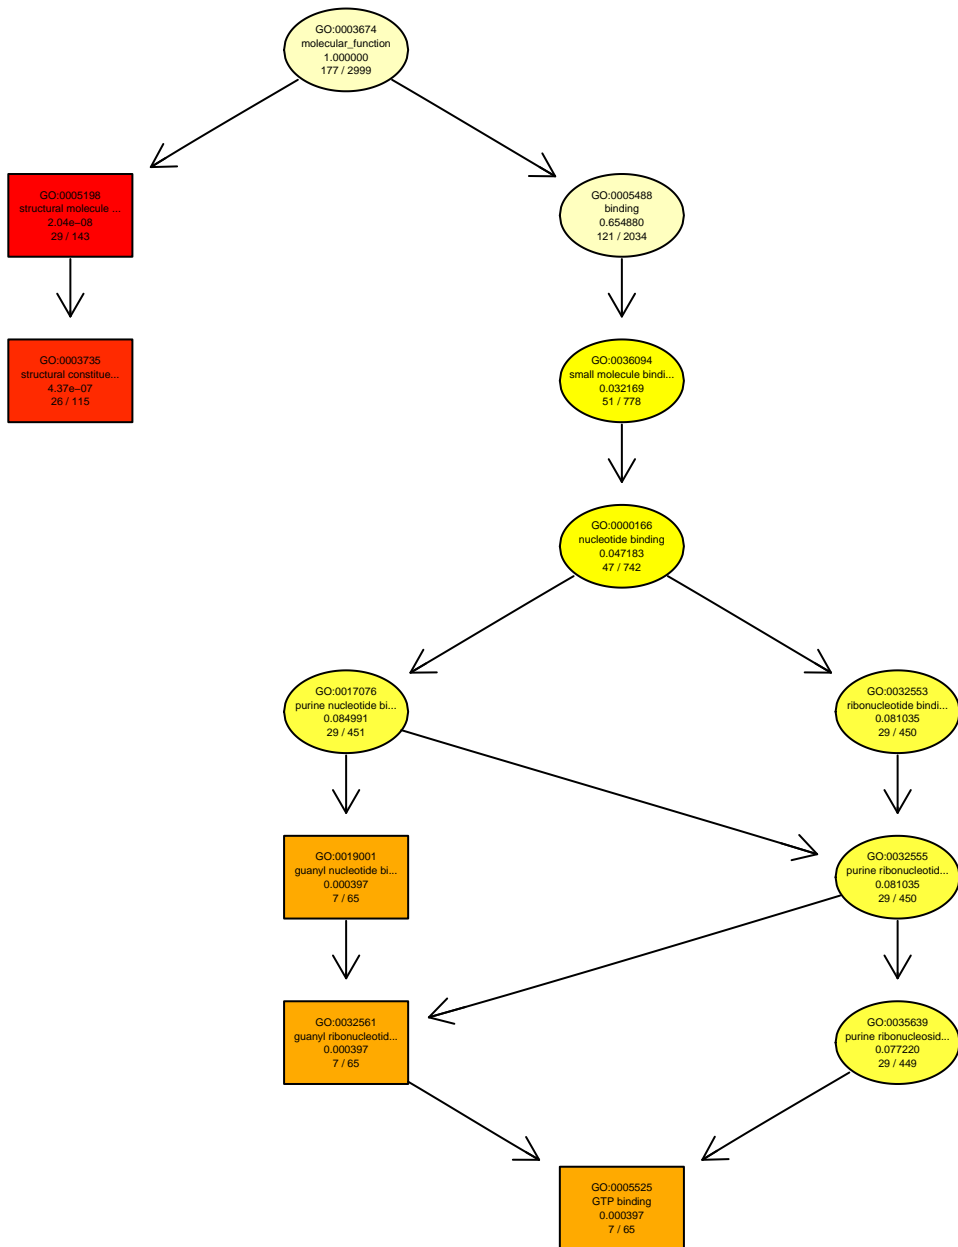 GO:0003674
molecular_function
1.000000
177 / 2999
GO:0005198
structural molecule ...
2.04e−08
29 / 143
GO:0005488
binding
0.654880
121 / 2034
GO:0003735
structural constitue...
4.37e−07
26 / 115
GO:0036094
small molecule bindi...
0.032169
51 / 778
GO:0000166
nucleotide binding
0.047183
47 / 742
GO:0017076
purine nucleotide bi...
0.084991
29 / 451
GO:0032553
ribonucleotide bindi...
0.081035
29 / 450
GO:0019001
guanyl nucleotide bi...
0.000397
7 / 65
GO:0032555
purine ribonucleotid...
0.081035
29 / 450
GO:0032561
guanyl ribonucleotid...
0.000397
7 / 65
GO:0035639
purine ribonucleosid...
0.077220
29 / 449
GO:0005525
GTP binding
0.000397
7 / 65